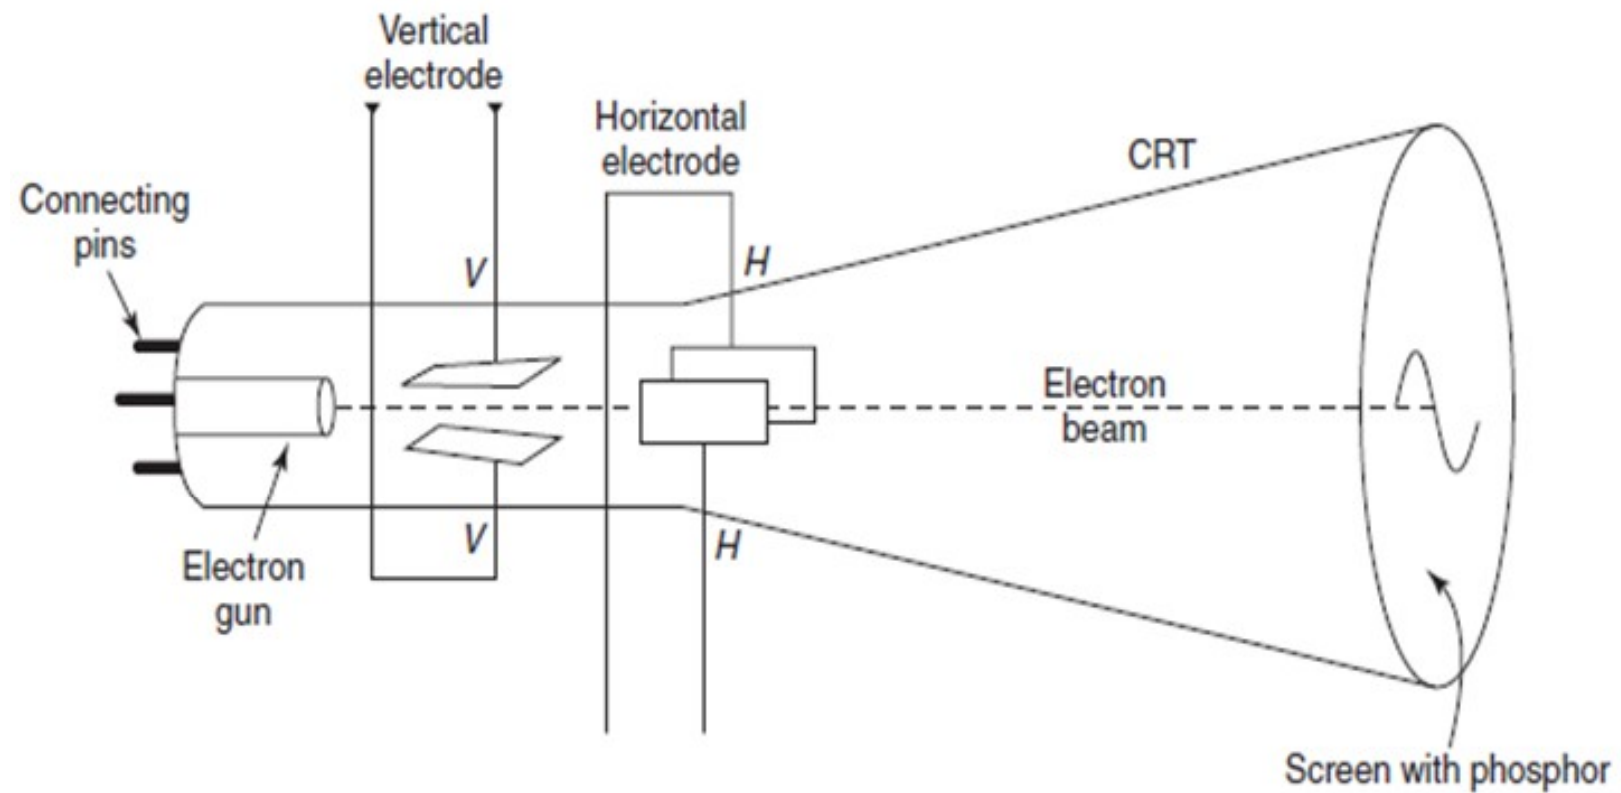 Vertical
electrode
Horizontal
electrode
CRT
Connecting
pins
V
H
Electron
beam
V
H
Electron
gun
Screen with phosphor